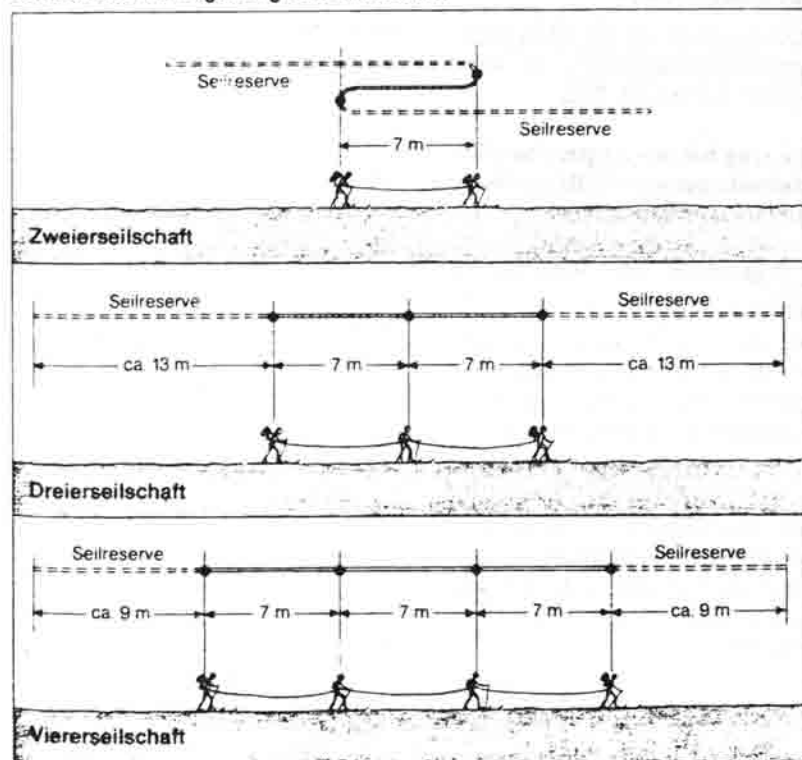 Seilreserve
Seilreserve
7 m
Zweierseilschaft
Seilreserve
Seilreserve
ca. 13 m
7 m
7 m
ca. 13 m
Dreierseilschaft
Seilreserve
Seilreserve
ca. 9 m
7 m
7 m
7 m
ca. 9 m
Viererseilschaft